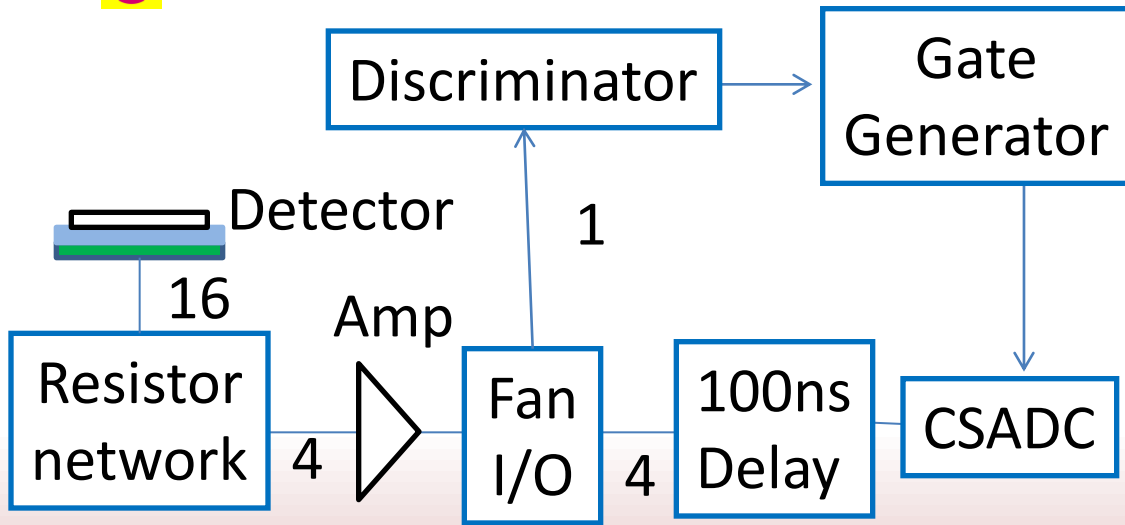 Discriminator
Gate
Generator
Detector
1
16
Amp
Resistor
network
4
Fan
I/O
4
100ns
Delay
CSADC